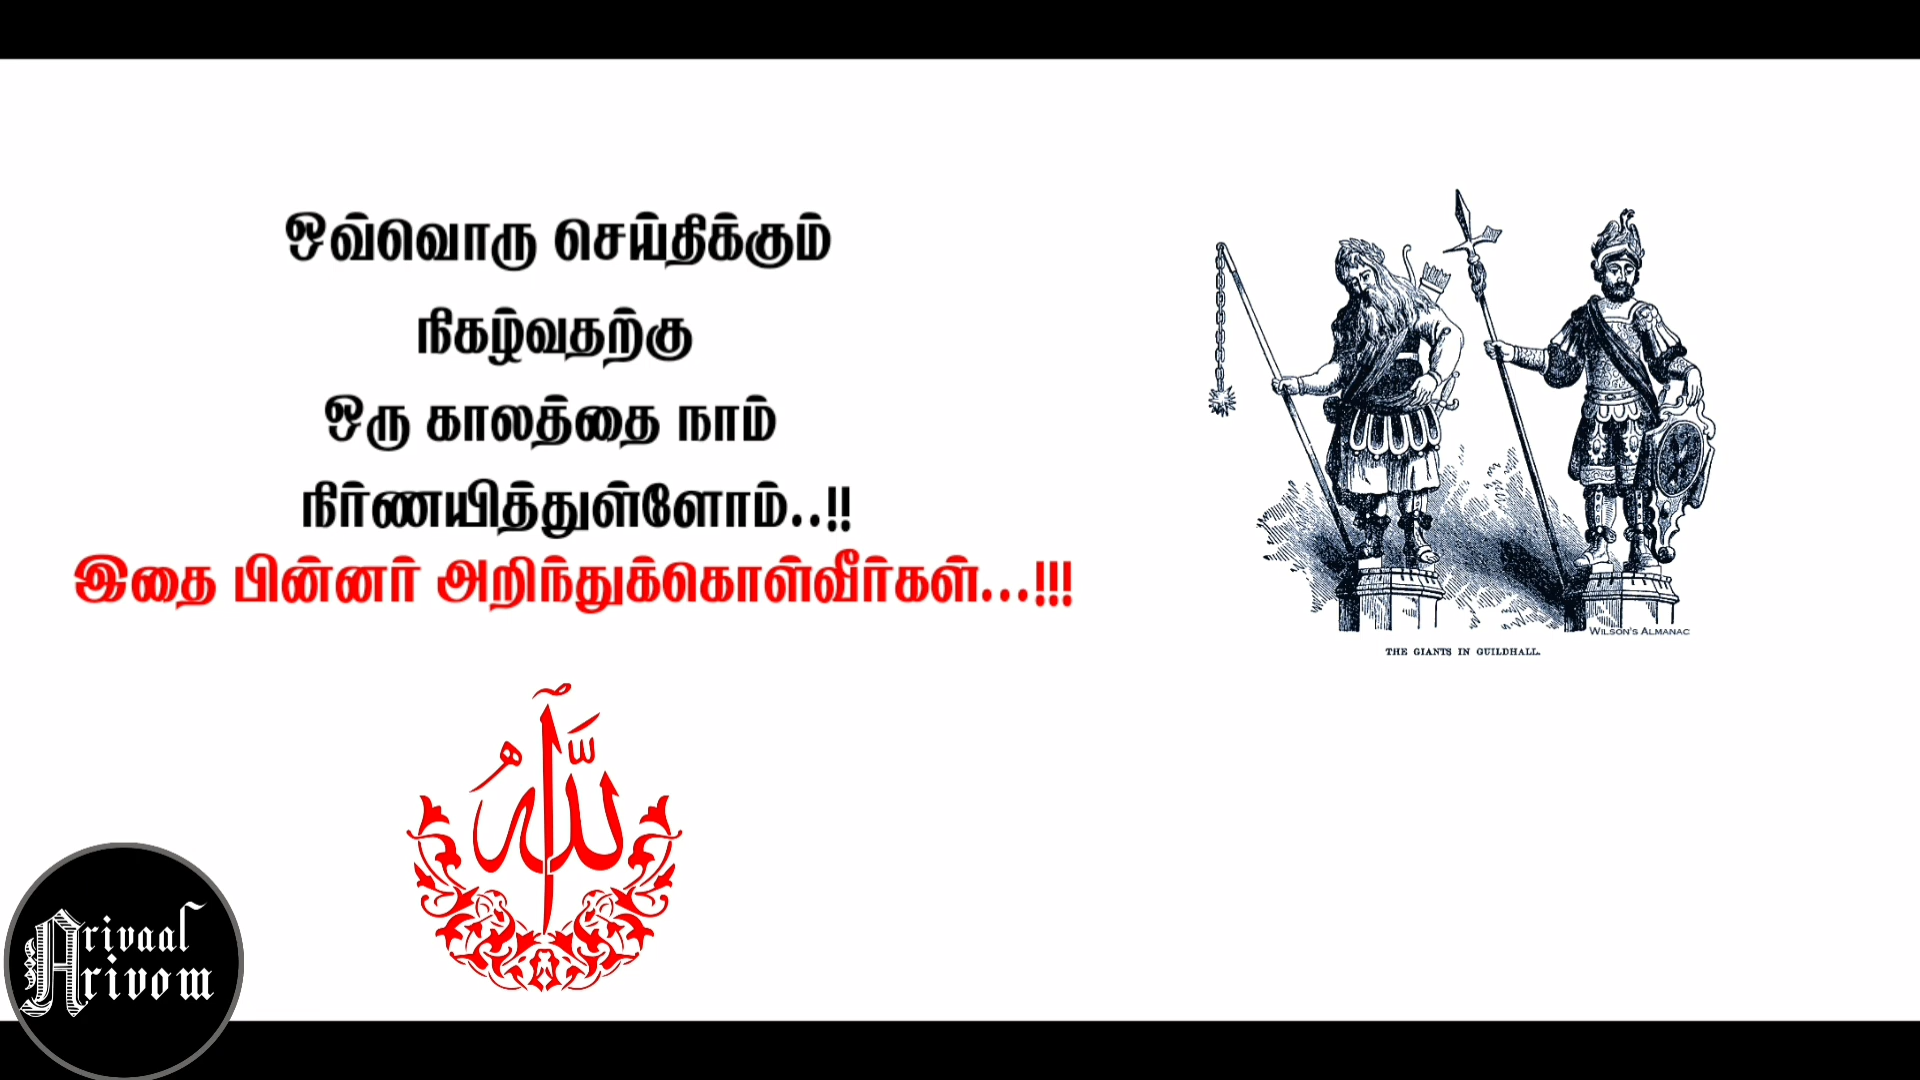 ஒவ்வொரு செய்திக்கும்
நிகழ்வதற்கு
ஒரு காலத்தை நாம்
நிர்ணயித்துள்ளோம்..!!
இதை பின்னர் அறிந்துக்கொள்வீர்கள்...!!!
WILSON'S ALMANAC
THE GIANTS IN GUILDHALL.
الله
Arivaal
Arivom